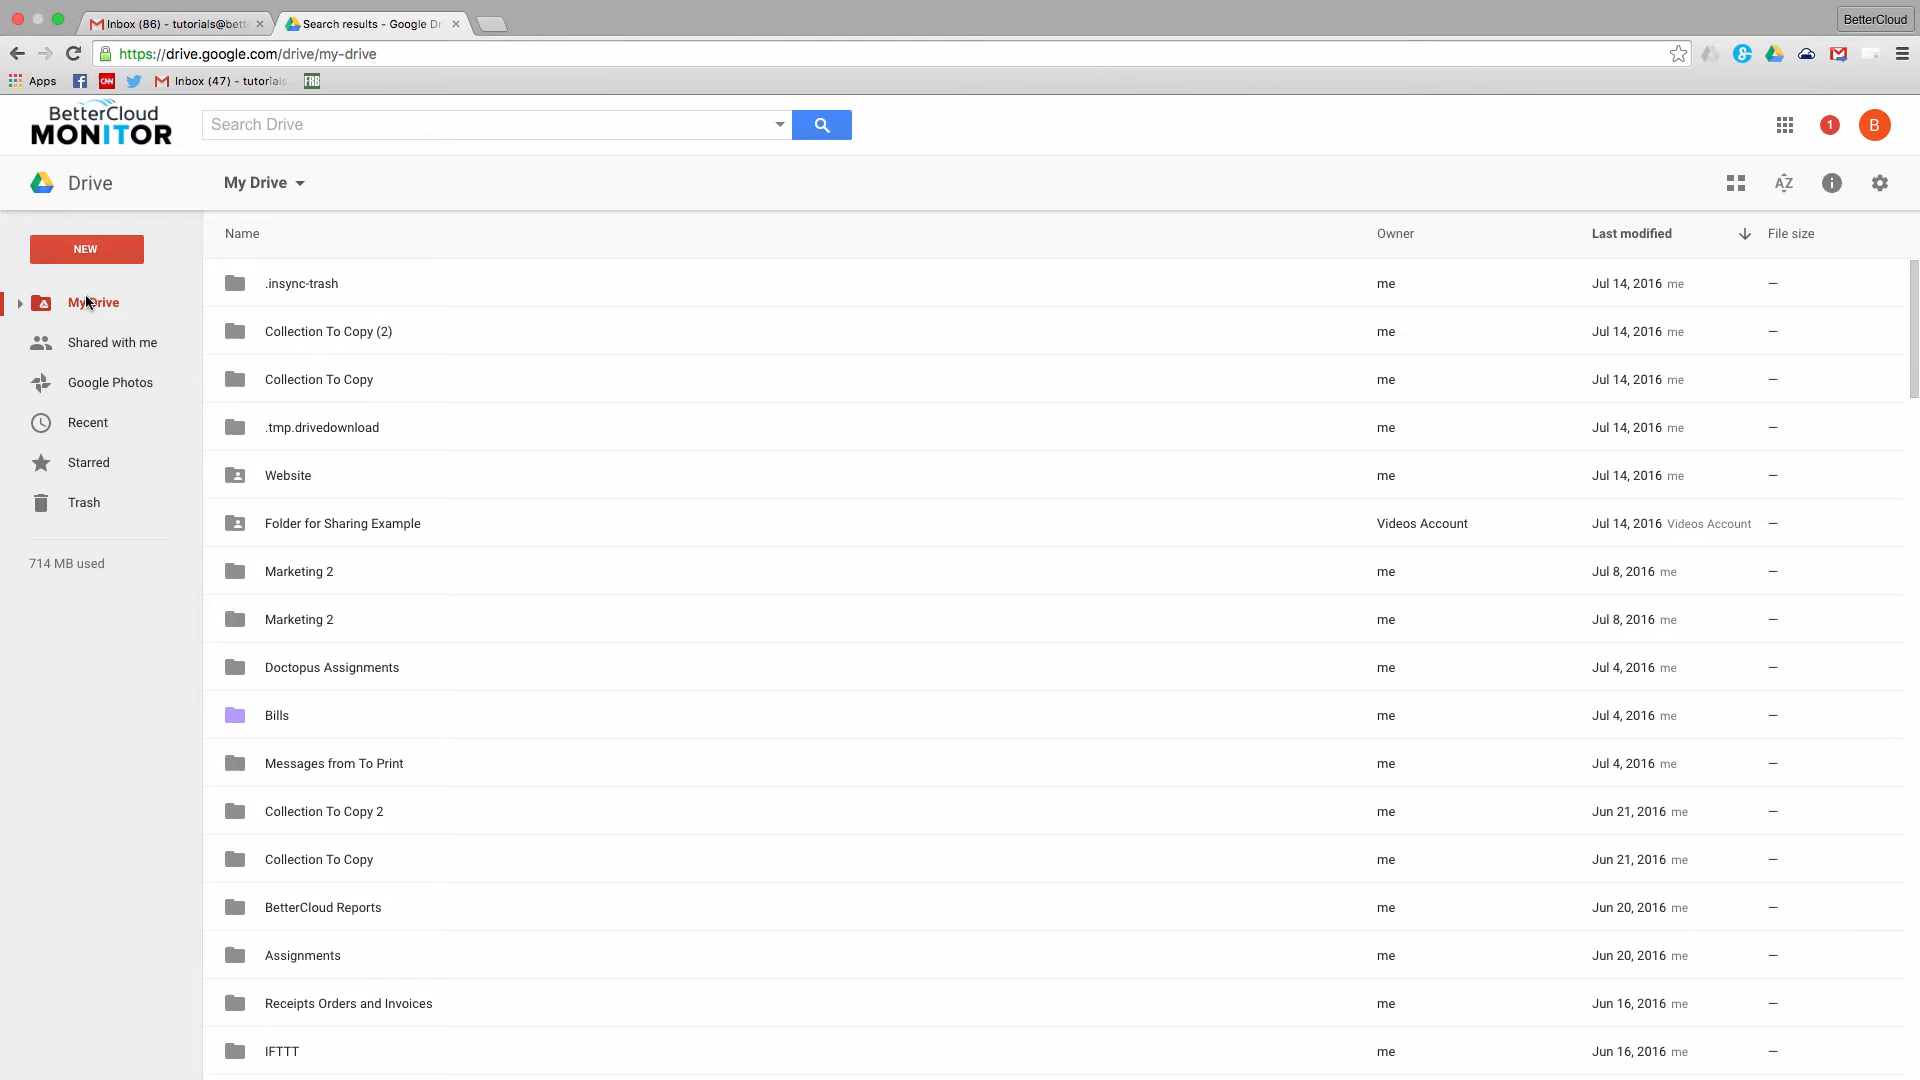 Inbox (86) - tutorials@bett
Search results - Google Dr
BetterCloud
https://drive.google.com/drive/my-drive
Apps
CNN
Inbox (47) - tutorials
FRB
BetterCloud
MONITOR
Search Drive
1
B
Drive
My Drive
AZ
NEW
Name
Owner
Last modified
File size
My Drive
Shared with me
Google Photos
Recent
Starred
Trash
714 MB used
.insync-trash me Jul 14, 2016 me –
Collection To Copy (2) me Jul 14, 2016 me –
Collection To Copy me Jul 14, 2016 me –
.tmp.drivedownload me Jul 14, 2016 me –
Website me Jul 14, 2016 me –
Folder for Sharing Example Videos Account Jul 14, 2016 Videos Account –
Marketing 2 me Jul 8, 2016 me –
Marketing 2 me Jul 8, 2016 me –
Doctopus Assignments me Jul 4, 2016 me –
Bills me Jul 4, 2016 me –
Messages from To Print me Jul 4, 2016 me –
Collection To Copy 2 me Jun 21, 2016 me –
Collection To Copy me Jun 21, 2016 me –
BetterCloud Reports me Jun 20, 2016 me –
Assignments me Jun 20, 2016 me –
Receipts Orders and Invoices me Jun 16, 2016 me –
IFTTT me Jun 16, 2016 me –